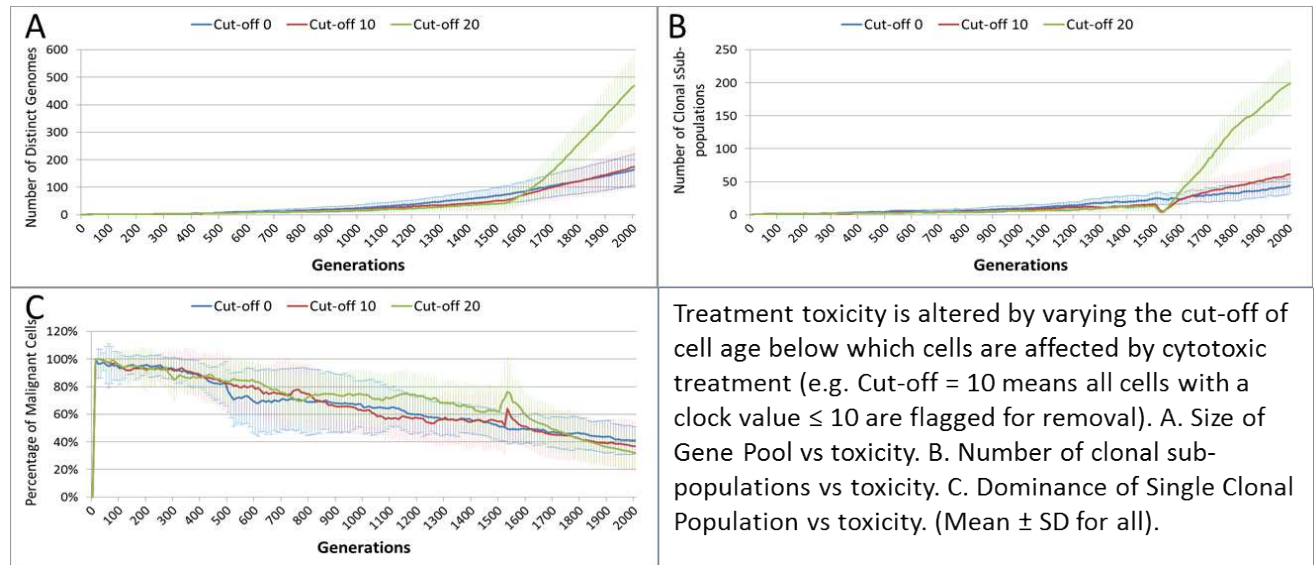 A
Cut-off 0 Cut-off 10 Cut-off 20
Number of Distinct Genomes
600
500
400
300
200
100
0
0 100 200 300 400 500 600 700 800 900 1000 1100 1200 1300 1400 1500 1600 1700 1800 1900 2000
Generations
B
Cut-off 0 Cut-off 10 Cut-off 20
Number of Clonal sSub-
populations
250
200
150
100
50
0
0 100 200 300 400 500 600 700 800 900 1000 1100 1200 1300 1400 1500 1600 1700 1800 1900 2000
Generations
C
Cut-off 0 Cut-off 10 Cut-off 20
Percentage of Malignant Cells
120%
100%
80%
60%
40%
20%
0%
0 100 200 300 400 500 600 700 800 900 1000 1100 1200 1300 1400 1500 1600 1700 1800 1900 2000
Generations
Treatment toxicity is altered by varying the cut-off of
cell age below which cells are affected by cytotoxic
treatment (e.g. Cut-off = 10 means all cells with a
clock value ≤ 10 are flagged for removal). A. Size of
Gene Pool vs toxicity. B. Number of clonal sub-
populations vs toxicity. C. Dominance of Single Clonal
Population vs toxicity. (Mean ± SD for all).